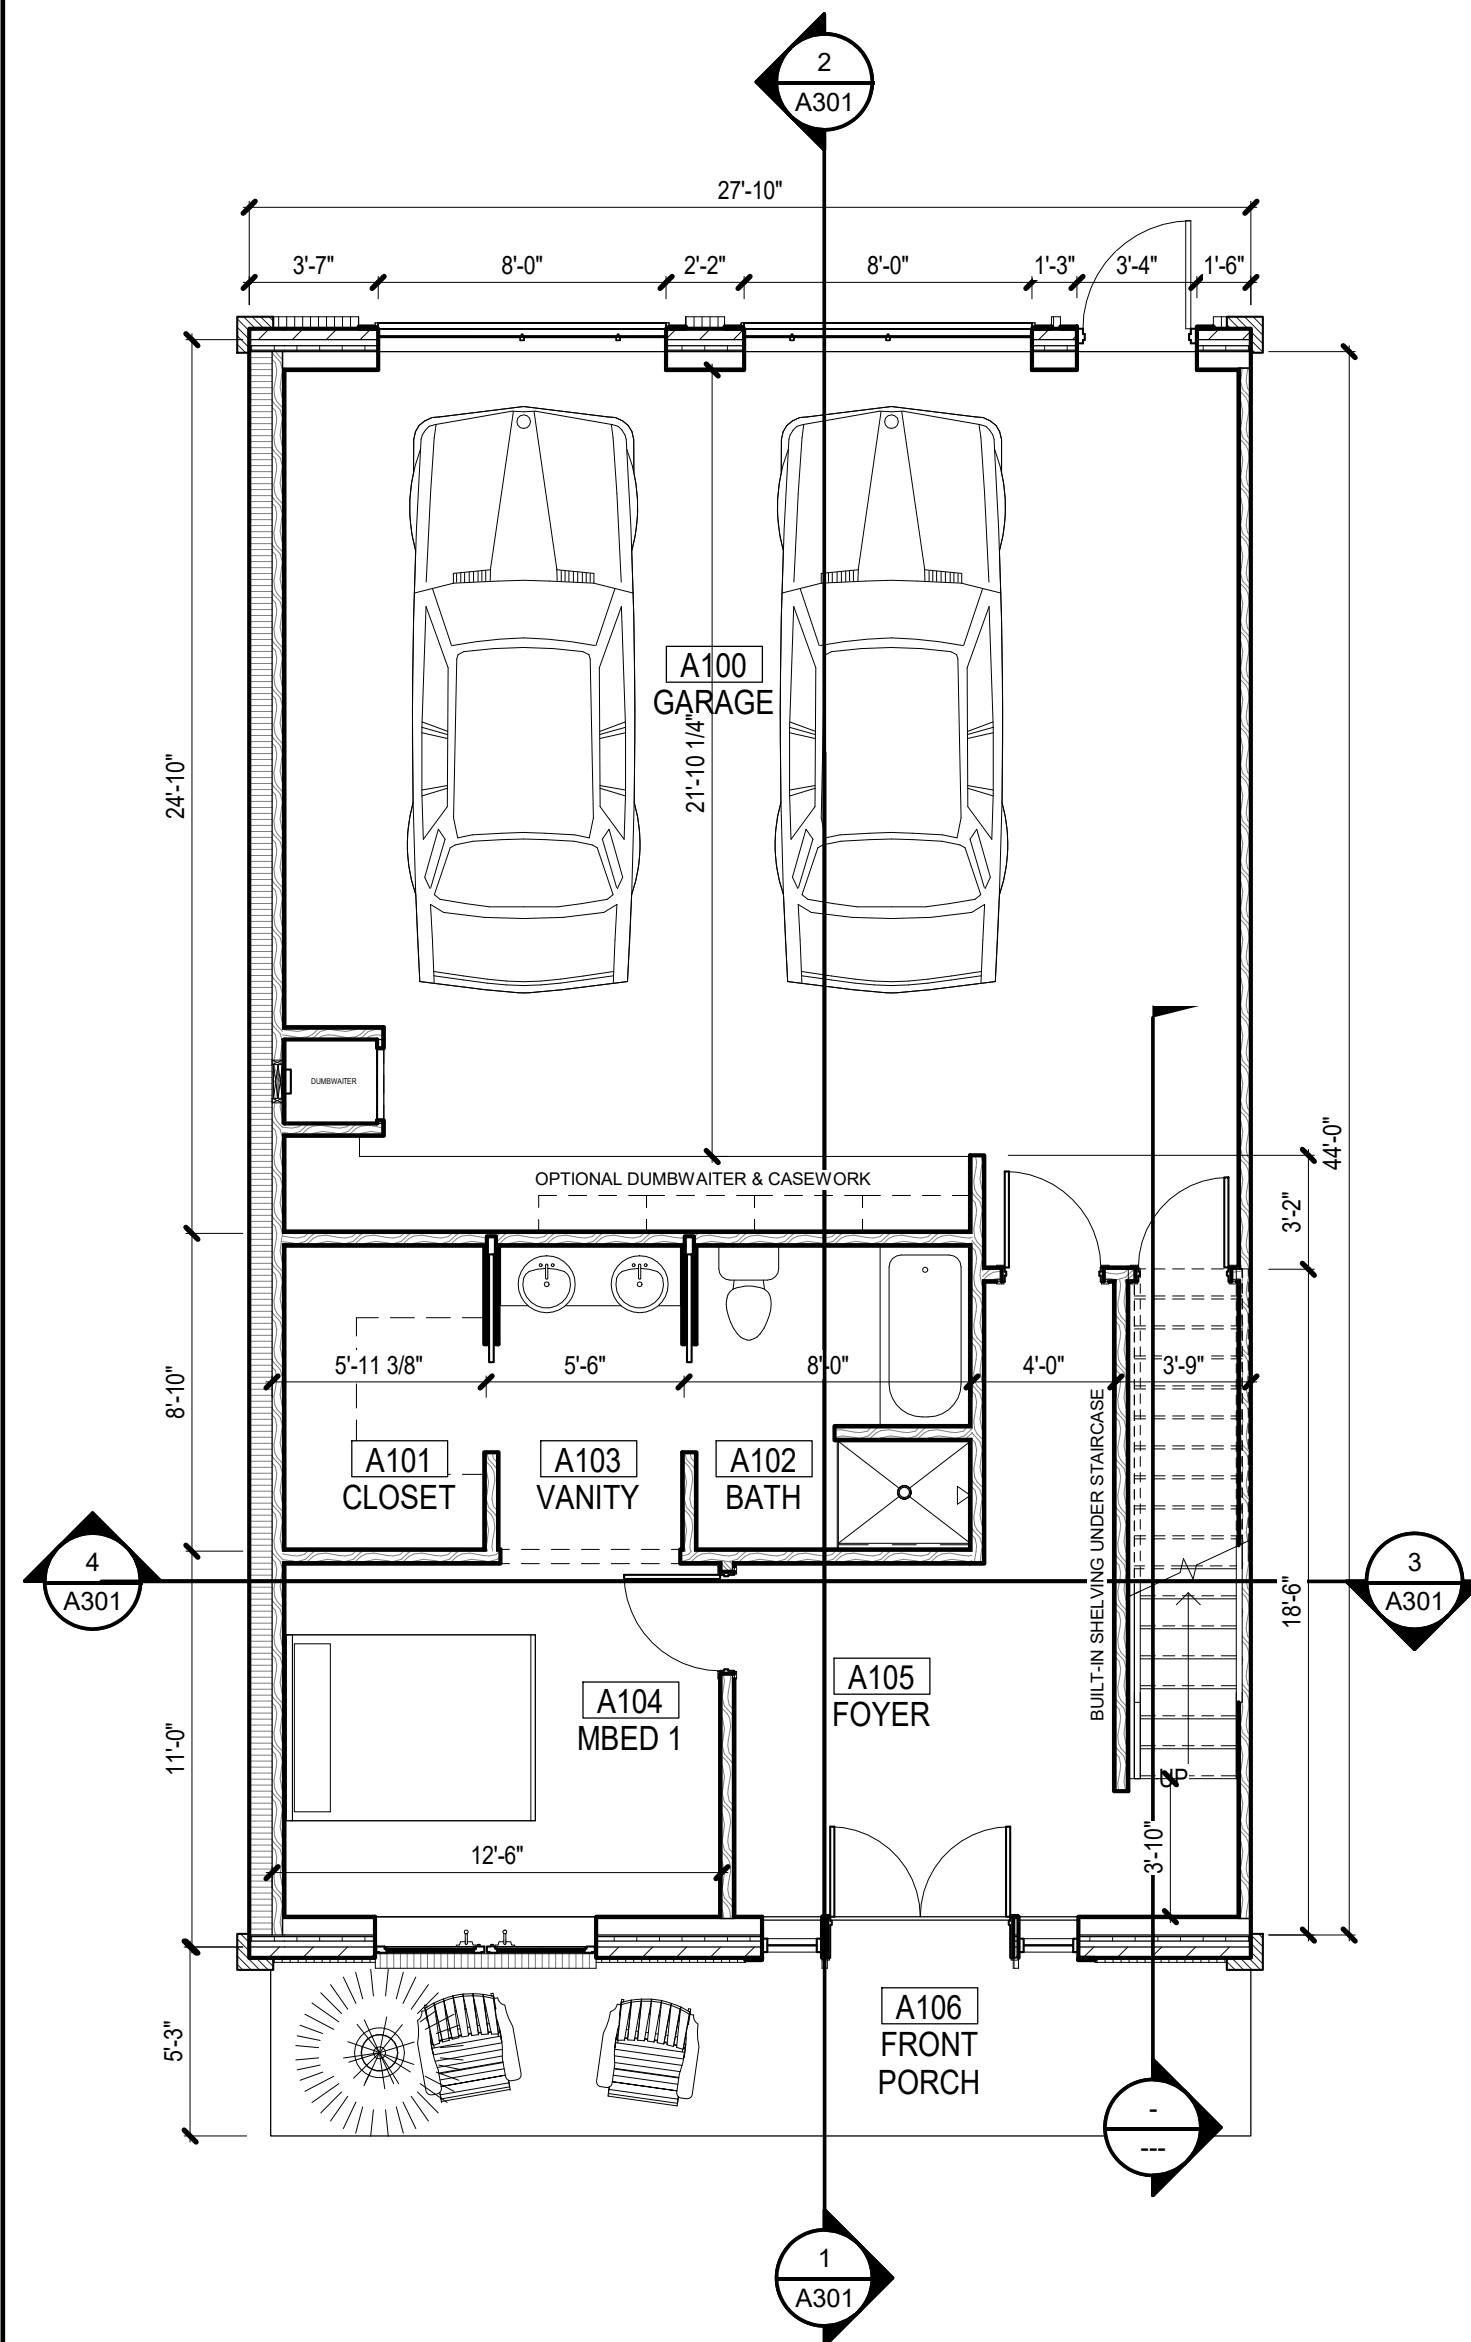 2
A301
27'-10"
3'-7"
8'-0"
2'-2"
8'-0"
1'-3"
3'-4"
1'-6"
A100
GARAGE
21'-10 1/4"
24'-10"
DUMBWAITER
44'-0"
OPTIONAL DUMBWAITER & CASEWORK
3'-2"
5'-11 3/8"
5'-6"
8'-0"
4'-0"
3'-9"
8'-10"
BUILT-IN SHELVING UNDER STAIRCASE
A101
CLOSET
A103
VANITY
A102
BATH
4
A301
3
A301
18'-6"
A104
MBED 1
A105
FOYER
11'-0"
UP
3'-10"
12'-6"
A106
FRONT
PORCH
5'-3"
-
---
1
A301